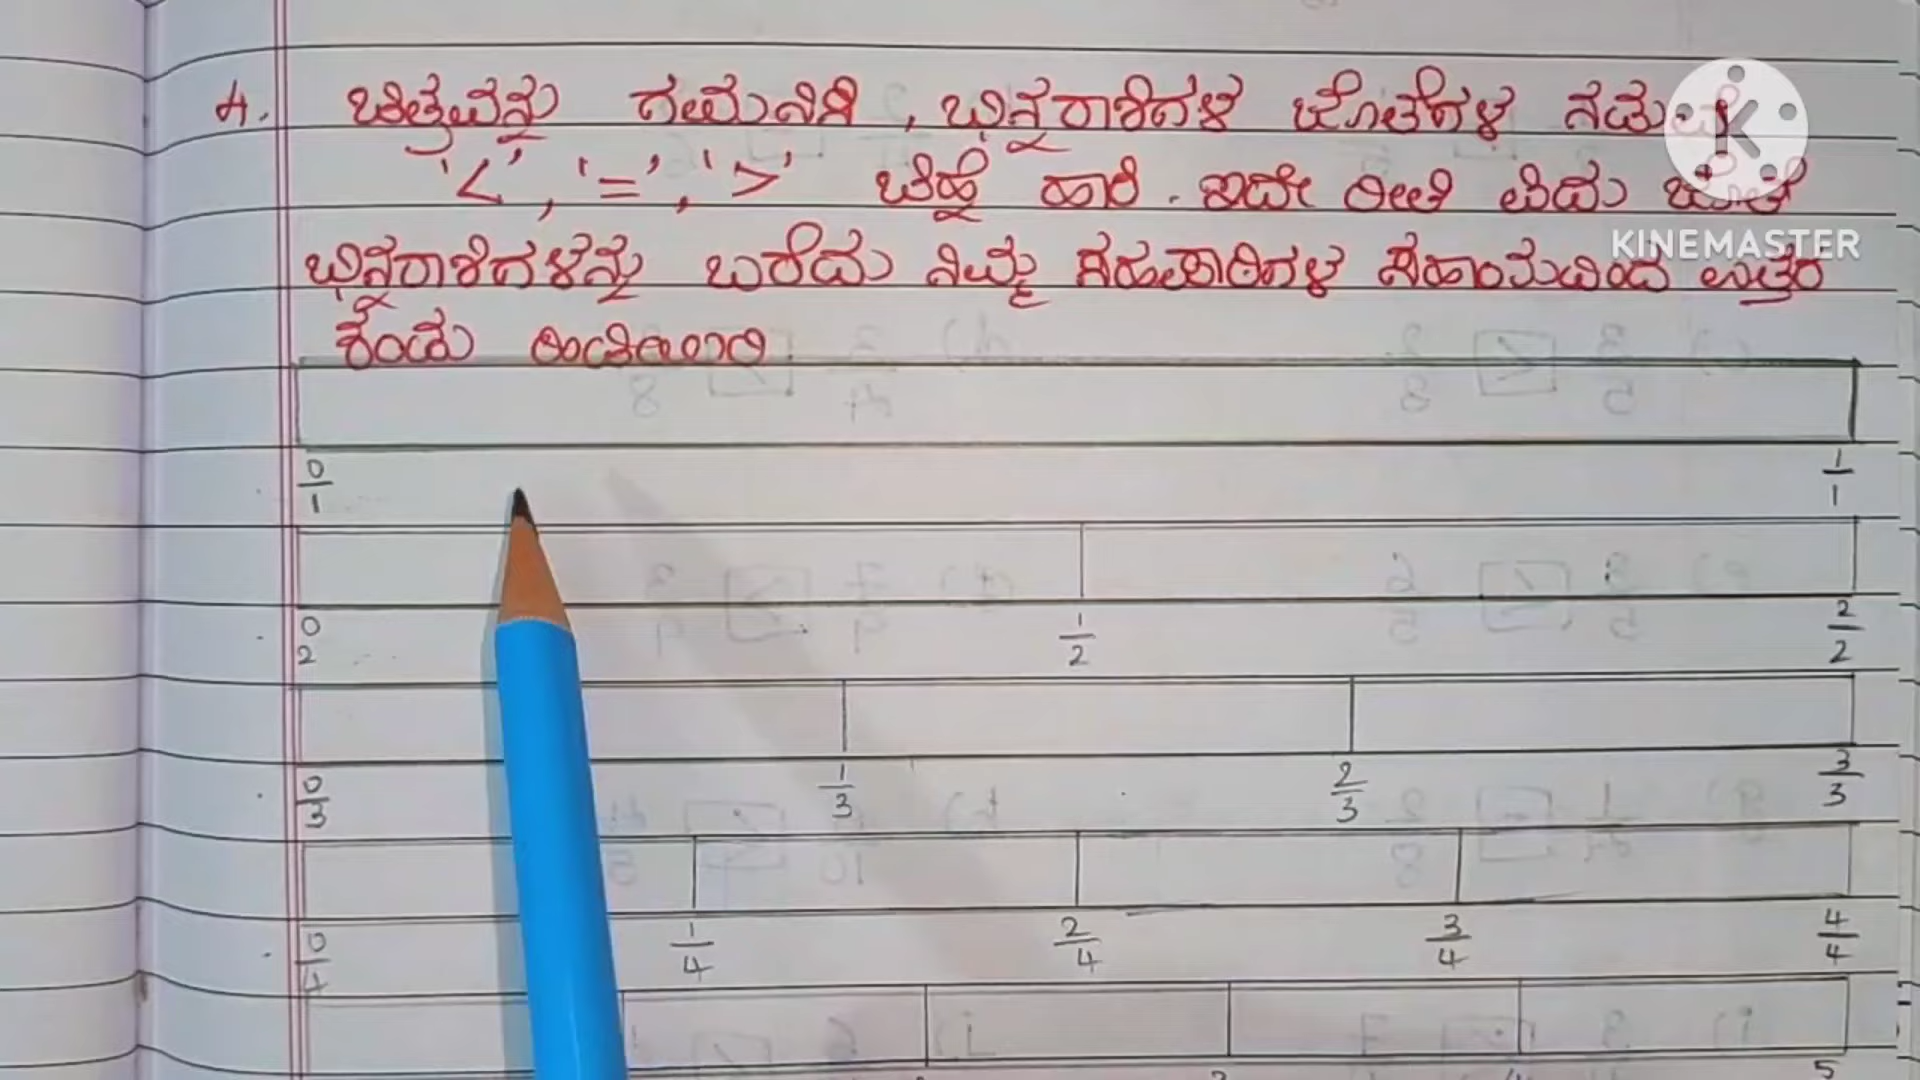 4. ಚಿತ್ರವನ್ನು ಗಮನಿಸಿ, ಭಿನ್ನರಾಶಿಗಳ ಜೊತೆಗಳ ನಡುವೆ
'<', '=', '>' ಚಿಹ್ನೆ ಹಾಕಿ. ಇದೇ ರೀತಿ ಐದು ಜೊತೆ
ಭಿನ್ನರಾಶಿಗಳನ್ನು ಬರೆದು ನಿಮ್ಮ ಸಹಪಾಠಿಗಳ ಸಹಾಯದಿಂದ ಉತ್ತರ
ಕಂಡು ಹಿಡಿಯಿರಿ
K
KINEMASTER
0/1 1/1
0/2 1/2 2/2
0/3 1/3 2/3 3/3
0/4 1/4 2/4 3/4 4/4
5